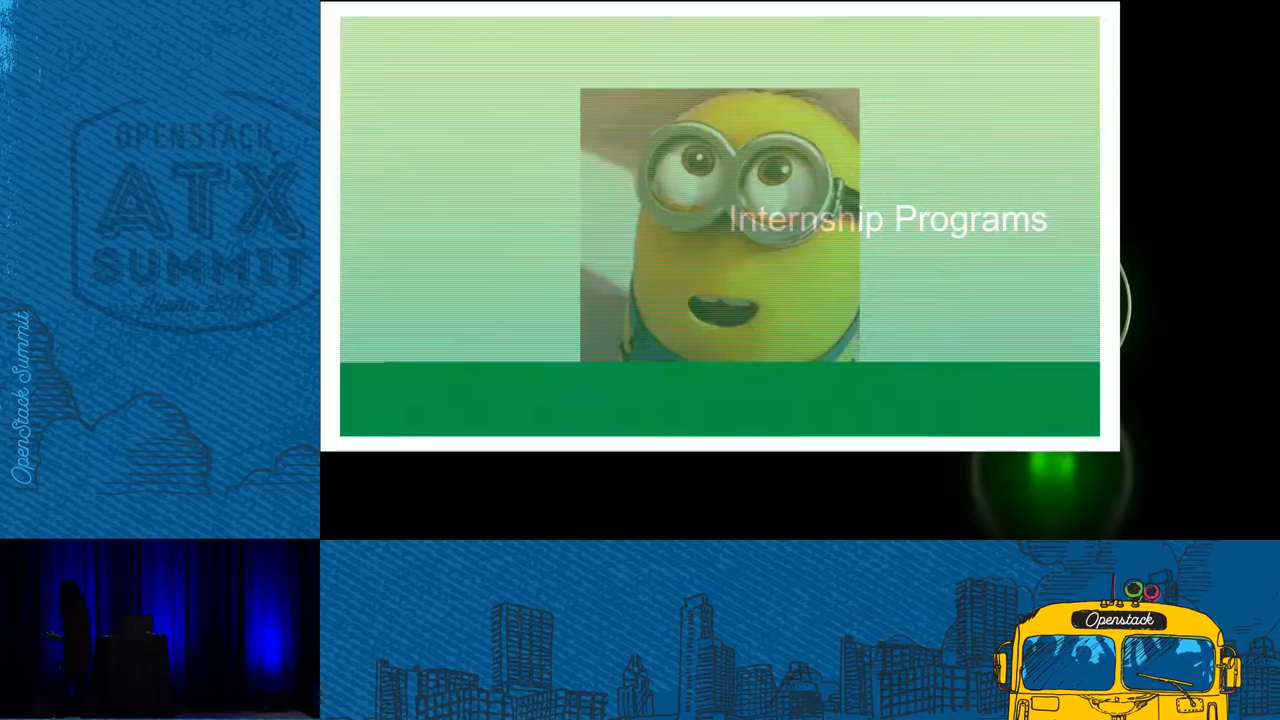 OPENSTACK
ATX
SUMMIT
OpenStack Summit
Internship Programs
Openstack